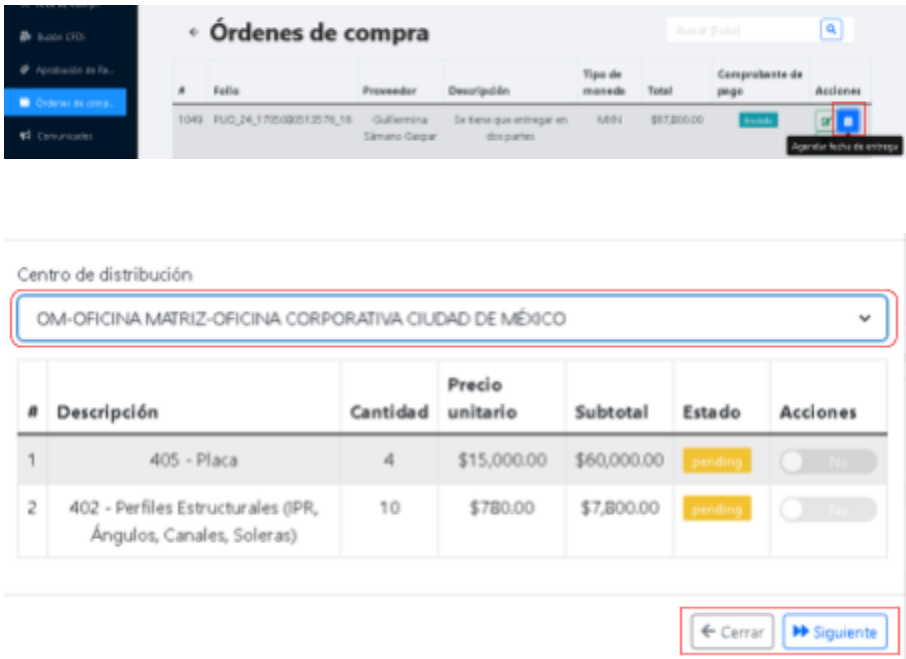 Buzón CFDi
← Órdenes de compra
Buscar (Folio)
Aprobación de Re...
Órdenes de comp...
Comunicados
# Folio Proveedor Descripción Tipo de moneda Total Comprobante de pago Acciones
1049 Guillermina Sámano Gaspar Se tiene que entregar en dos partes MXN $67,800.00 Enviado
Agendar fecha de entrega
Centro de distribución
OM-OFICINA MATRIZ-OFICINA CORPORATIVA CIUDAD DE MÉXICO
# Descripción Cantidad Precio unitario Subtotal Estado Acciones
1 405 - Placa 4 $15,000.00 $60,000.00 pending No
2 402 - Perfiles Estructurales (IPR, Ángulos, Canales, Soleras) 10 $780.00 $7,800.00 pending No
Cerrar Siguiente